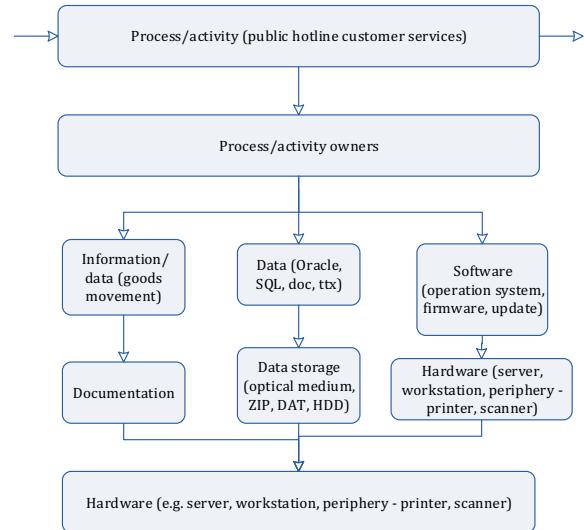 Process/activity (public hotline customer services)
Process/activity owners
Information/
data (goods
movement)
Data (Oracle,
SQL, doc, ttx)
Software
(operation system,
firmware, update)
Documentation
Data storage
(optical medium,
ZIP, DAT, HDD)
Hardware (server,
workstation, periphery -
printer, scanner)
Hardware (e.g. server, workstation, periphery - printer, scanner)